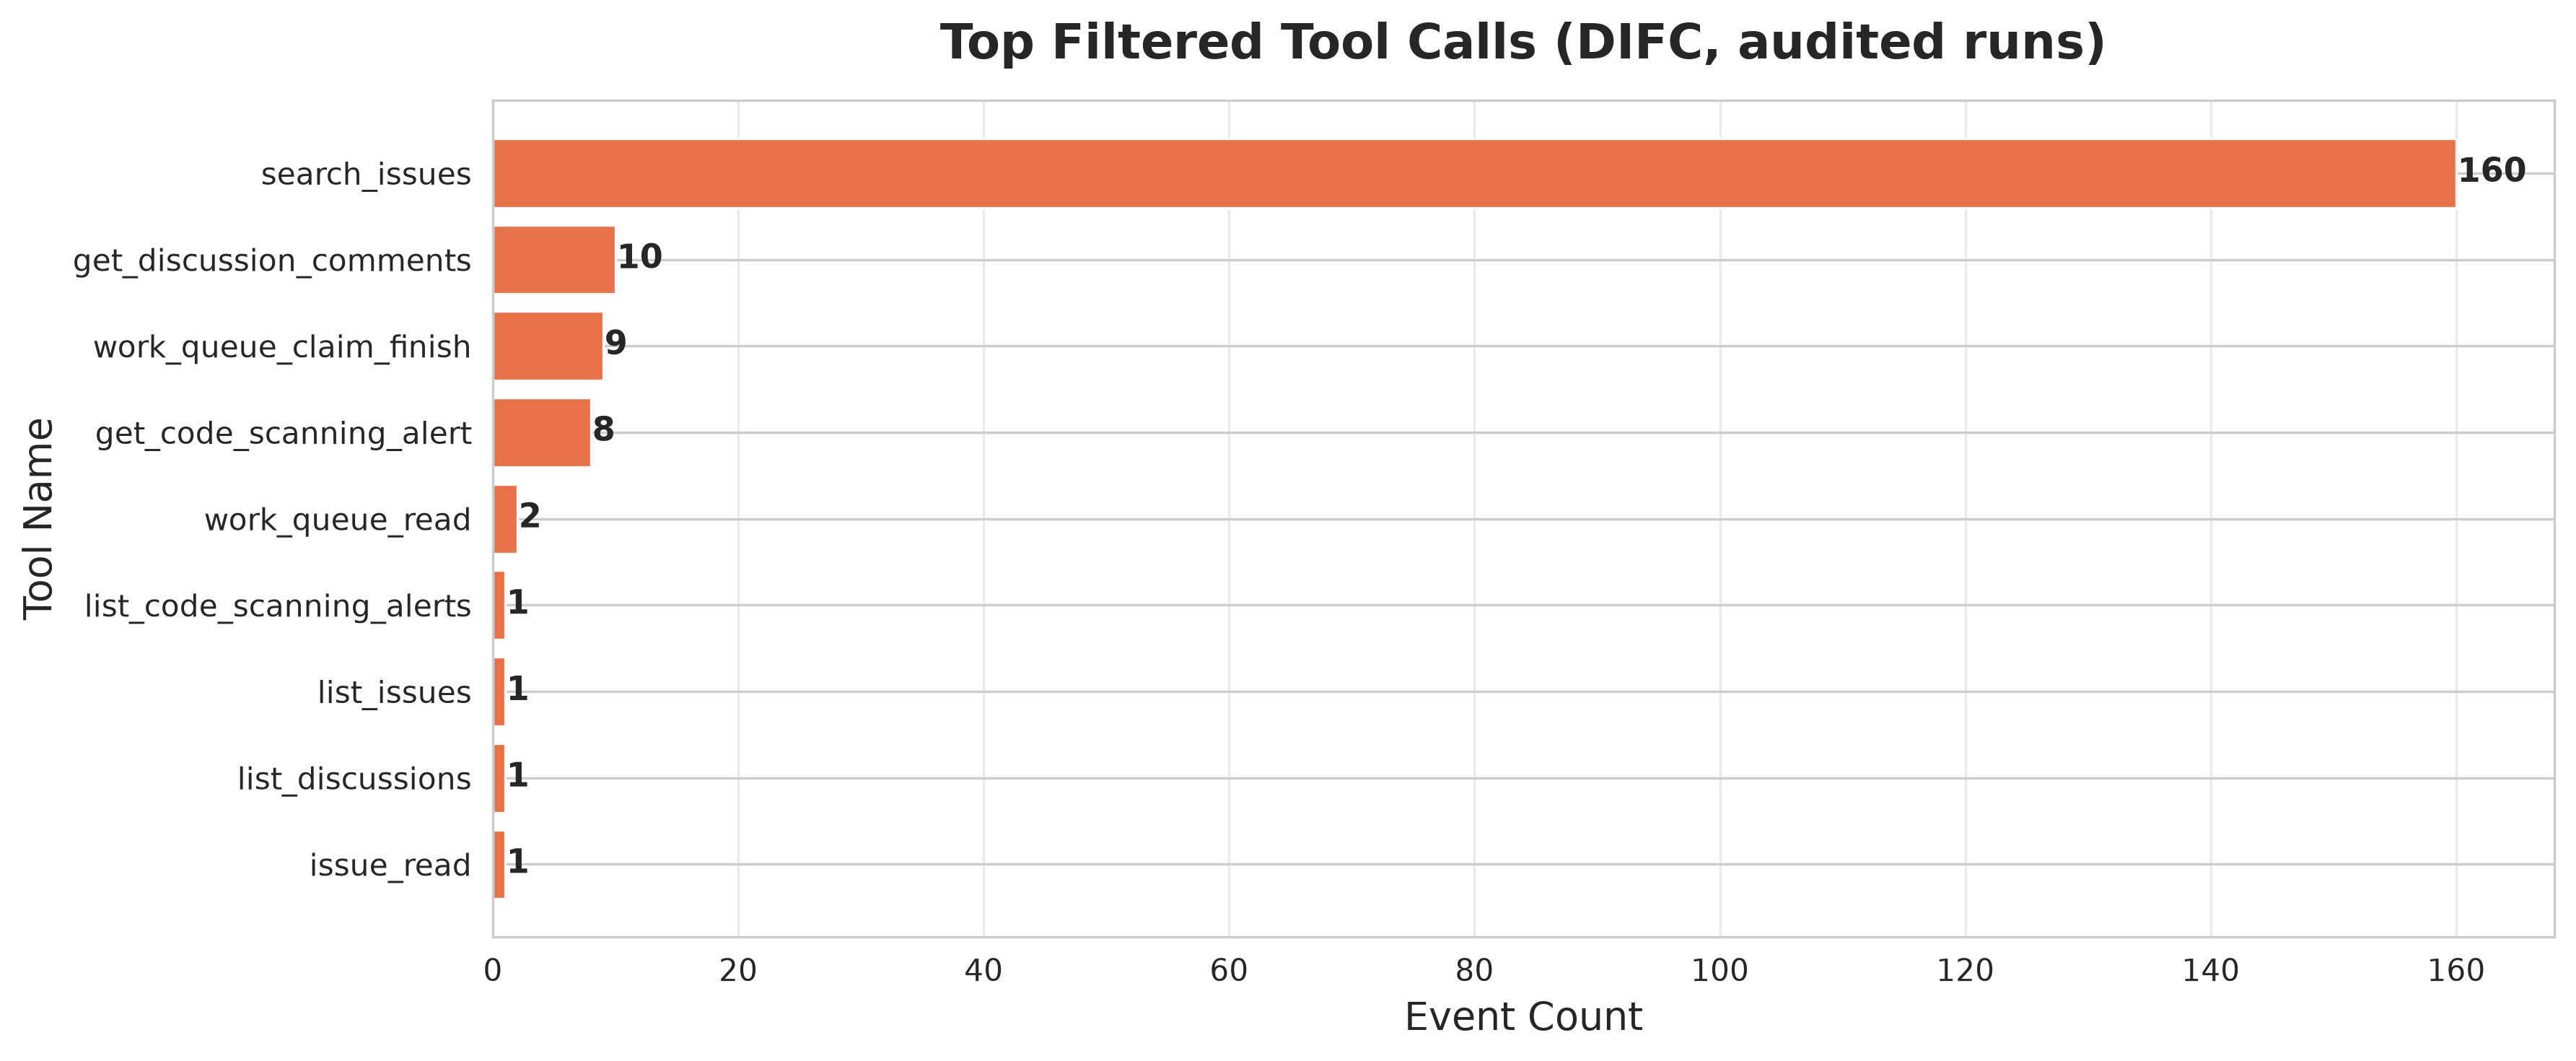 Top Filtered Tool Calls (DIFC, audited runs)
search_issues 160
get_discussion_comments 10
work_queue_claim_finish 9
get_code_scanning_alert 8
work_queue_read 2
list_code_scanning_alerts 1
list_issues 1
list_discussions 1
issue_read 1
Tool Name
0 20 40 60 80 100 120 140 160
Event Count